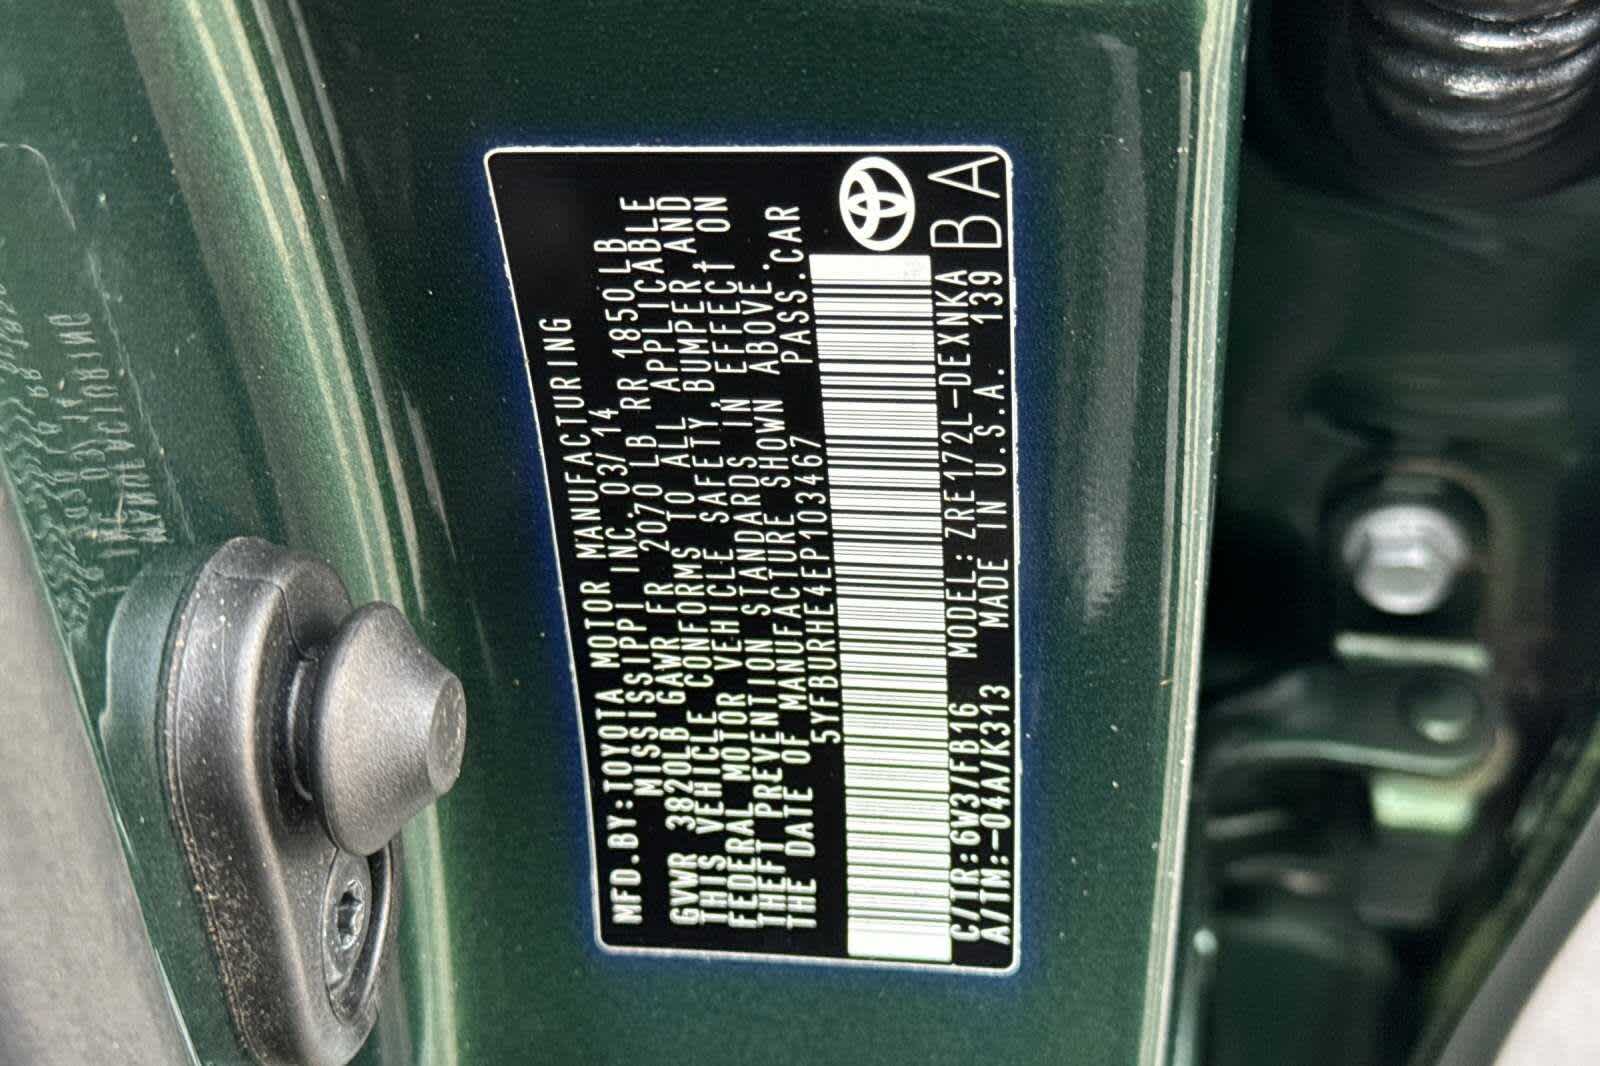 MFD.BY:TOYOTA MOTOR MANUFACTURING
MISSISSIPPI INC. 03/14
GVWR 3820LB GAWR FR 2070 LB RR 1850LB
THIS VEHICLE CONFORMS TO ALL APPLICABLE
FEDERAL MOTOR VEHICLE SAFETY,BUMPER,AND
THEFT PREVENTION STANDARDS IN EFFECT ON
THE DATE OF MANUFACTURE SHOWN ABOVE.
5YFBURHE4EP103467 PASS.CAR
C/TR:6W3/FB16 MODEL:ZRE172L-DEXNKA
A/TM:-04A/K313 MADE IN U.S.A. 139
BA